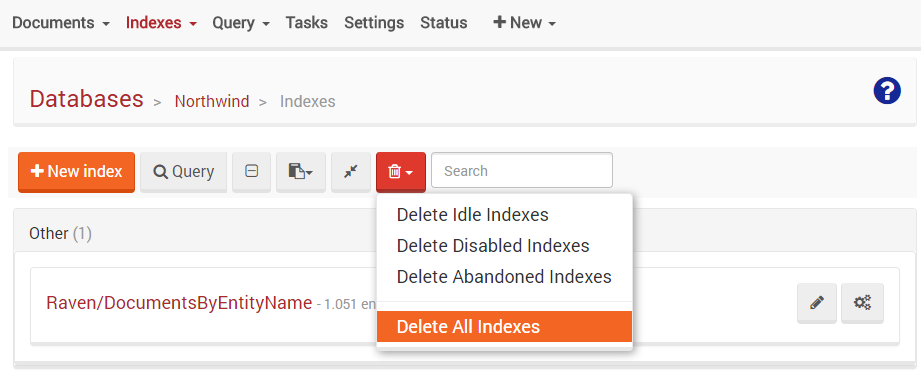 Documents Indexes Query Tasks Settings Status + New
Databases > Northwind > Indexes
?
+ New index Query Search
Delete Idle Indexes
Other (1)
Delete Disabled Indexes
Delete Abandoned Indexes
Raven/DocumentsByEntityName - 1.051 en
Delete All Indexes